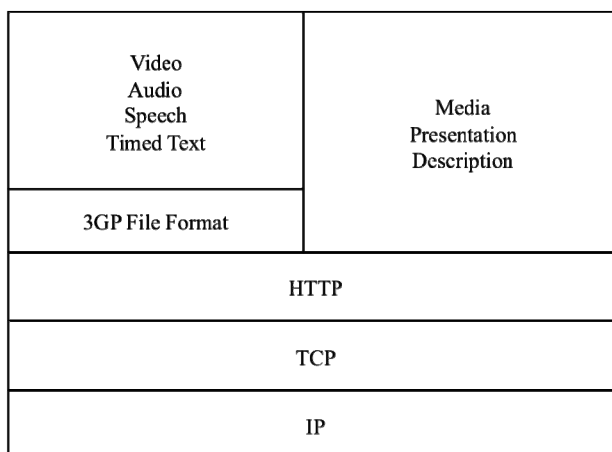 Video
Audio
Speech
Timed Text
Media
Presentation
Description
3GP File Format
HTTP
TCP
IP